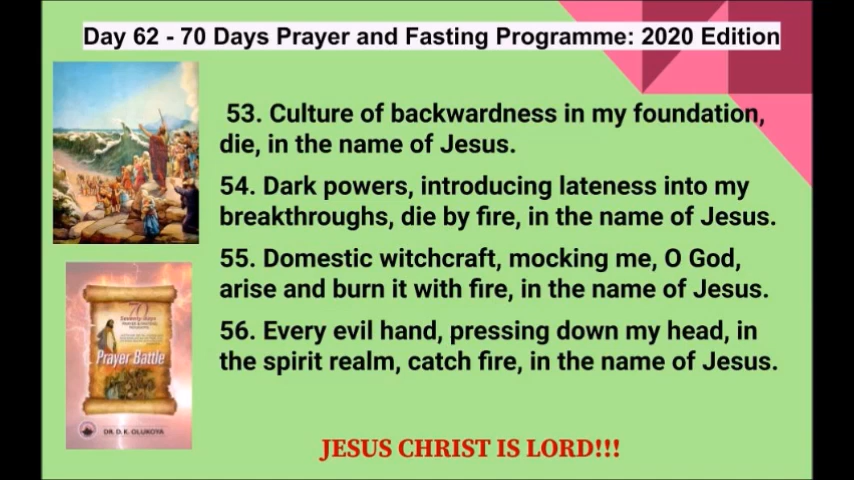 Day 62 - 70 Days Prayer and Fasting Programme: 2020 Edition
53. Culture of backwardness in my foundation,
die, in the name of Jesus.
54. Dark powers, introducing lateness into my
breakthroughs, die by fire, in the name of Jesus.
55. Domestic witchcraft, mocking me, O God,
arise and burn it with fire, in the name of Jesus.
56. Every evil hand, pressing down my head, in
the spirit realm, catch fire, in the name of Jesus.
70
Seventy Days
Prayer Battle
DR. D. K. OLUKOYA
JESUS CHRIST IS LORD!!!